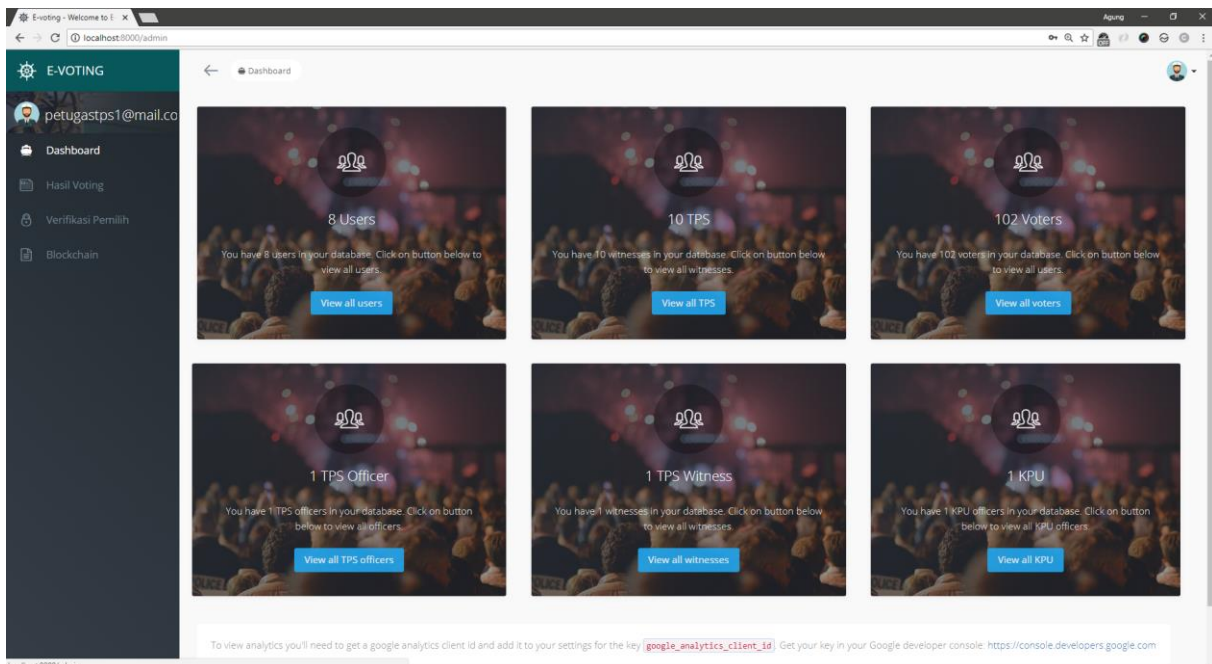 E-voting - Welcome to E
Agung
localhost:8000/admin
E-VOTING
Dashboard
petugastps1@mail.co
Dashboard
Hasil Voting
Verifikasi Pemilih
Blockchain
8 Users
You have 8 users in your database. Click on button below to
view all users.
View all users
10 TPS
You have 10 witnesses in your database. Click on button below
to view all witnesses.
View all TPS
102 Voters
You have 102 voters in your database. Click on button below
to view all users.
View all voters
1 TPS Officer
You have 1 TPS officers in your database. Click on button
below to view all officers.
View all TPS officers
1 TPS Witness
You have 1 witnesses in your database. Click on button below
to view all witnesses.
View all witnesses
1 KPU
You have 1 KPU officers in your database. Click on button
below to view all KPU officers.
View all KPU
POLICE
To view analytics you'll need to get a google analytics client id and add it to your settings for the key google_analytics_client_id. Get your key in your Google developer console: https://console.developers.google.com